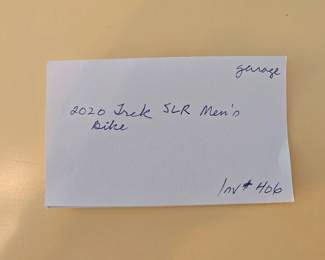 garage
2020 Trek SLR Men's
Bike
Inv# 406